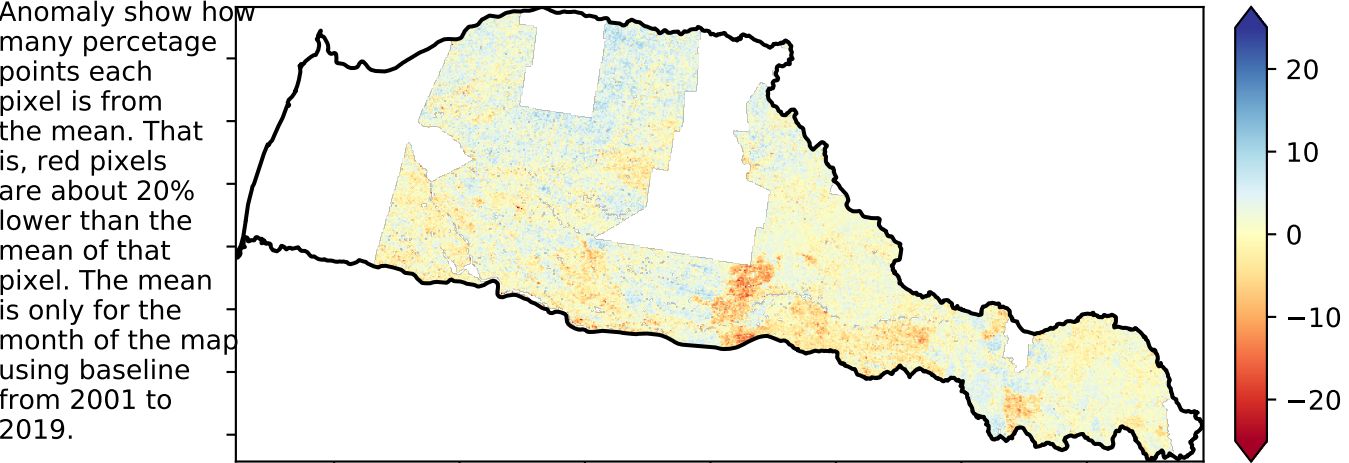 Anomaly show how
many percetage
points each
pixel is from
the mean. That
is, red pixels
are about 20%
lower than the
mean of that
pixel. The mean
is only for the
month of the map
using baseline
from 2001 to
2019.
20
10
0
−10
−20